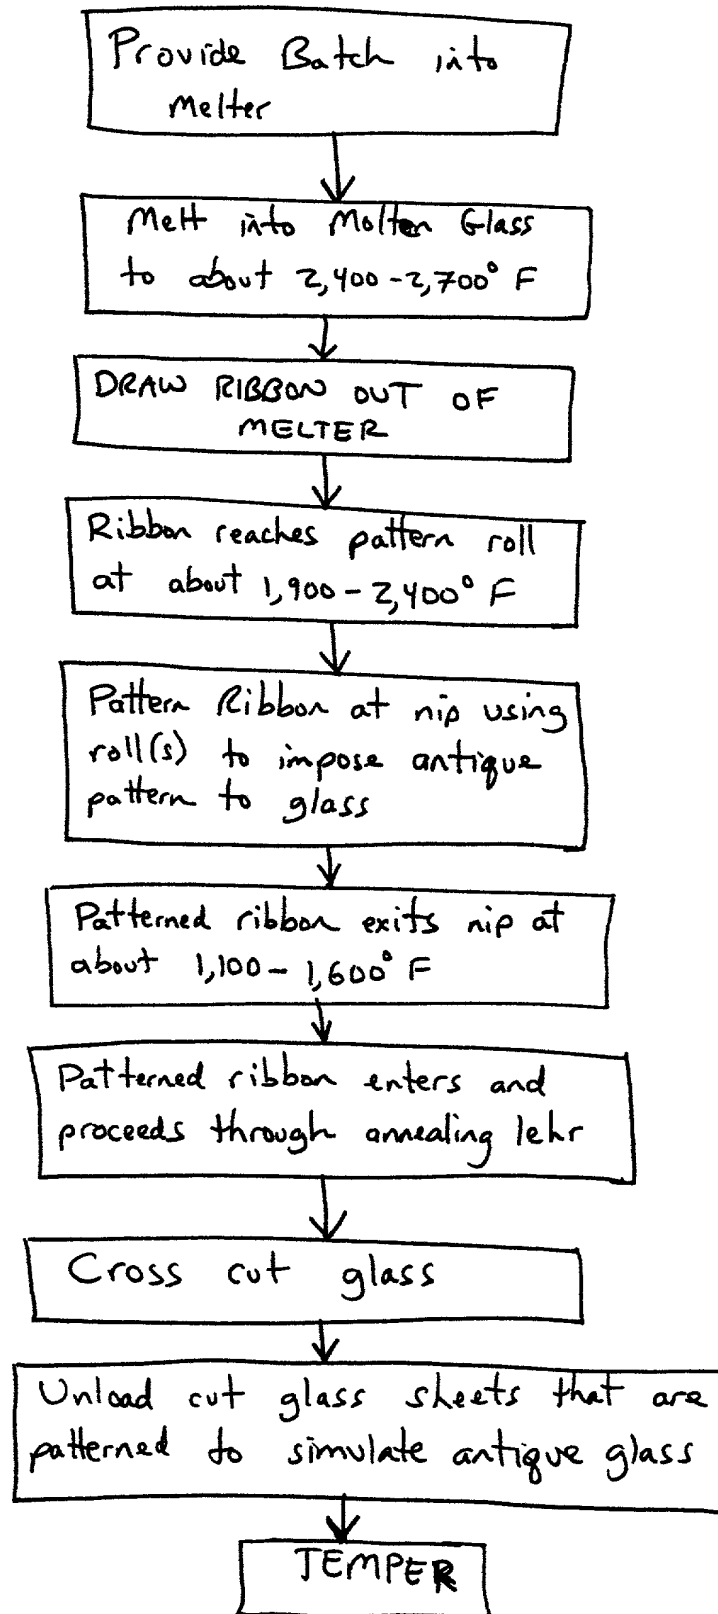 Provide Batch into
Melter
Melt into Molten Glass
to about 2,400-2,700° F
DRAW RIBBON OUT OF
MELTER
Ribbon reaches pattern roll
at about 1,900-2,400° F
Pattern Ribbon at nip using
roll(s) to impose antique
pattern to glass
Patterned ribbon exits nip at
about 1,100-1,600° F
Patterned ribbon enters and
proceeds through annealing lehr
Cross cut glass
Unload cut glass sheets that are
patterned to simulate antique glass
TEMPER